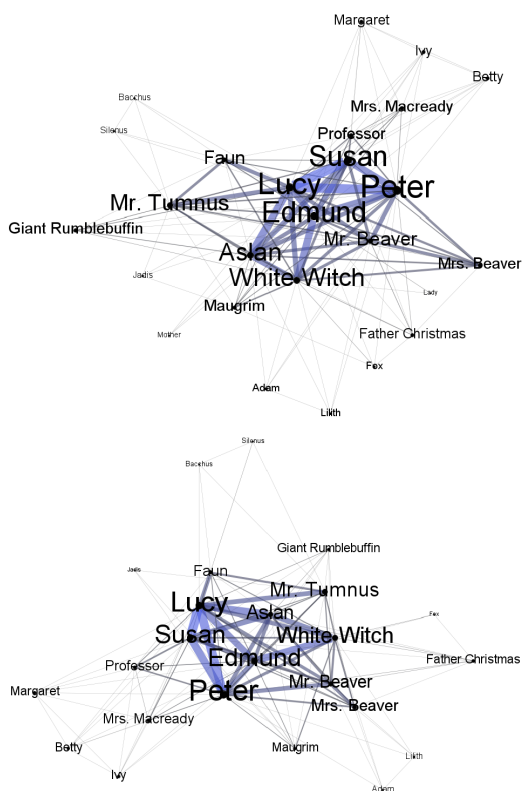 Margaret
Ivy
Betty
Bacchus
Mrs. Macready
Silenus
Professor
Faun
Susan
Lucy
Peter
Mr. Tumnus
Edmund
Giant Rumblebuffin
Mr. Beaver
Aslan
Mrs. Beaver
Jadis
White Witch
Lady
Maugrim
Mother
Father Christmas
Fox
Adam
Lilith
Silenus
Bacchus
Giant Rumblebuffin
Jadis
Faun
Mr. Tumnus
Lucy
Aslan
Fox
Susan
White Witch
Edmund
Father Christmas
Professor
Mr. Beaver
Margaret
Peter
Mrs. Beaver
Mrs. Macready
Betty
Maugrim
Lilith
Ivy
Adam